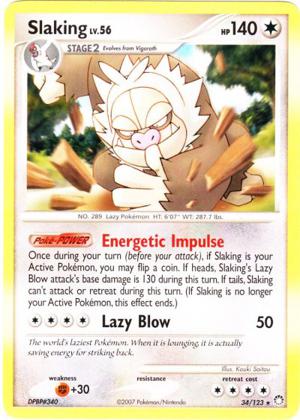 Slaking LV.56 HP 140
STAGE 2 Evolves from Vigoroth
NO. 289 Lazy Pokémon HT: 6'07" WT: 287.7 lbs.
Poké-POWER Energetic Impulse
Once during your turn (before your attack), if Slaking is your
Active Pokémon, you may flip a coin. If heads, Slaking's Lazy
Blow attack's base damage is 130 during this turn. If tails, Slaking
can't attack or retreat during this turn. (If Slaking is no longer
your Active Pokémon, this effect ends.)
Lazy Blow 50
The world's laziest Pokémon. When it is lounging, it is actually
saving energy for striking back.
Illus. Kouki Saitou
weakness resistance retreat cost
+30
DPBP#340 ©2007 Pokémon/Nintendo 34/123 ★